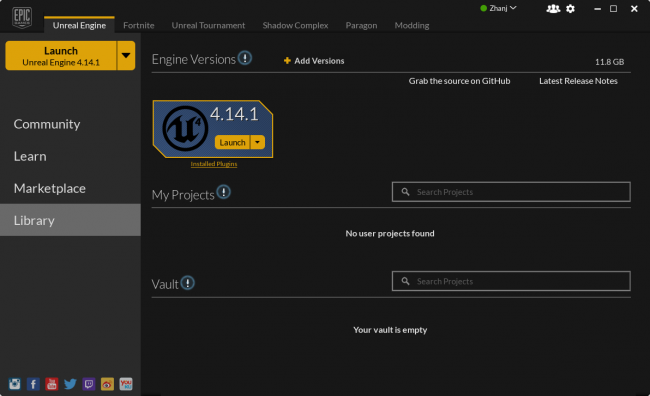 EPIC
GAMES
Unreal Engine
Fortnite
Unreal Tournament
Shadow Complex
Paragon
Modding
Zhanj
Launch
Unreal Engine 4.14.1
Community
Learn
Marketplace
Library
Engine Versions
Add Versions
11.8 GB
Grab the source on GitHub
Latest Release Notes
4
4.14.1
Launch
Installed Plugins
My Projects
Search Projects
No user projects found
Vault
Search Projects
Your vault is empty
You